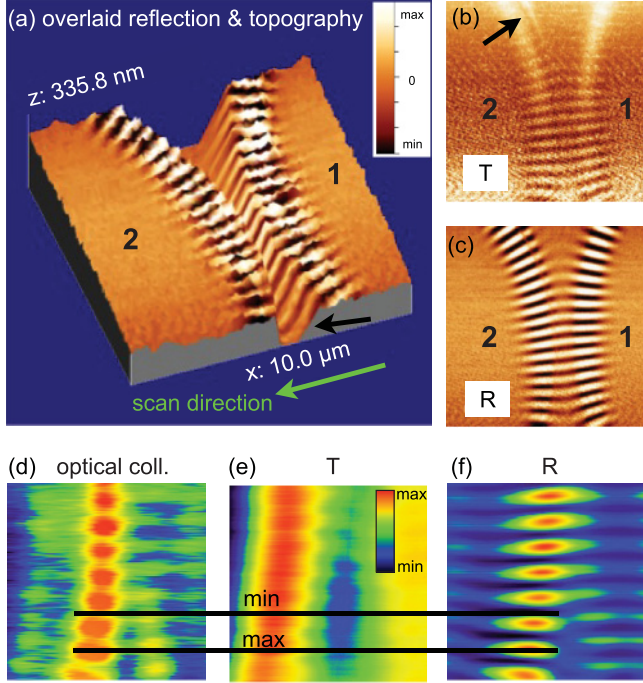 (a) overlaid reflection & topography
max
0
min
z: 335.8 nm
1
2
x: 10.0 µm
scan direction
(b)
2
1
T
(c)
2
1
R
(d) optical coll.
(e) T
max
min
(f) R
min
max